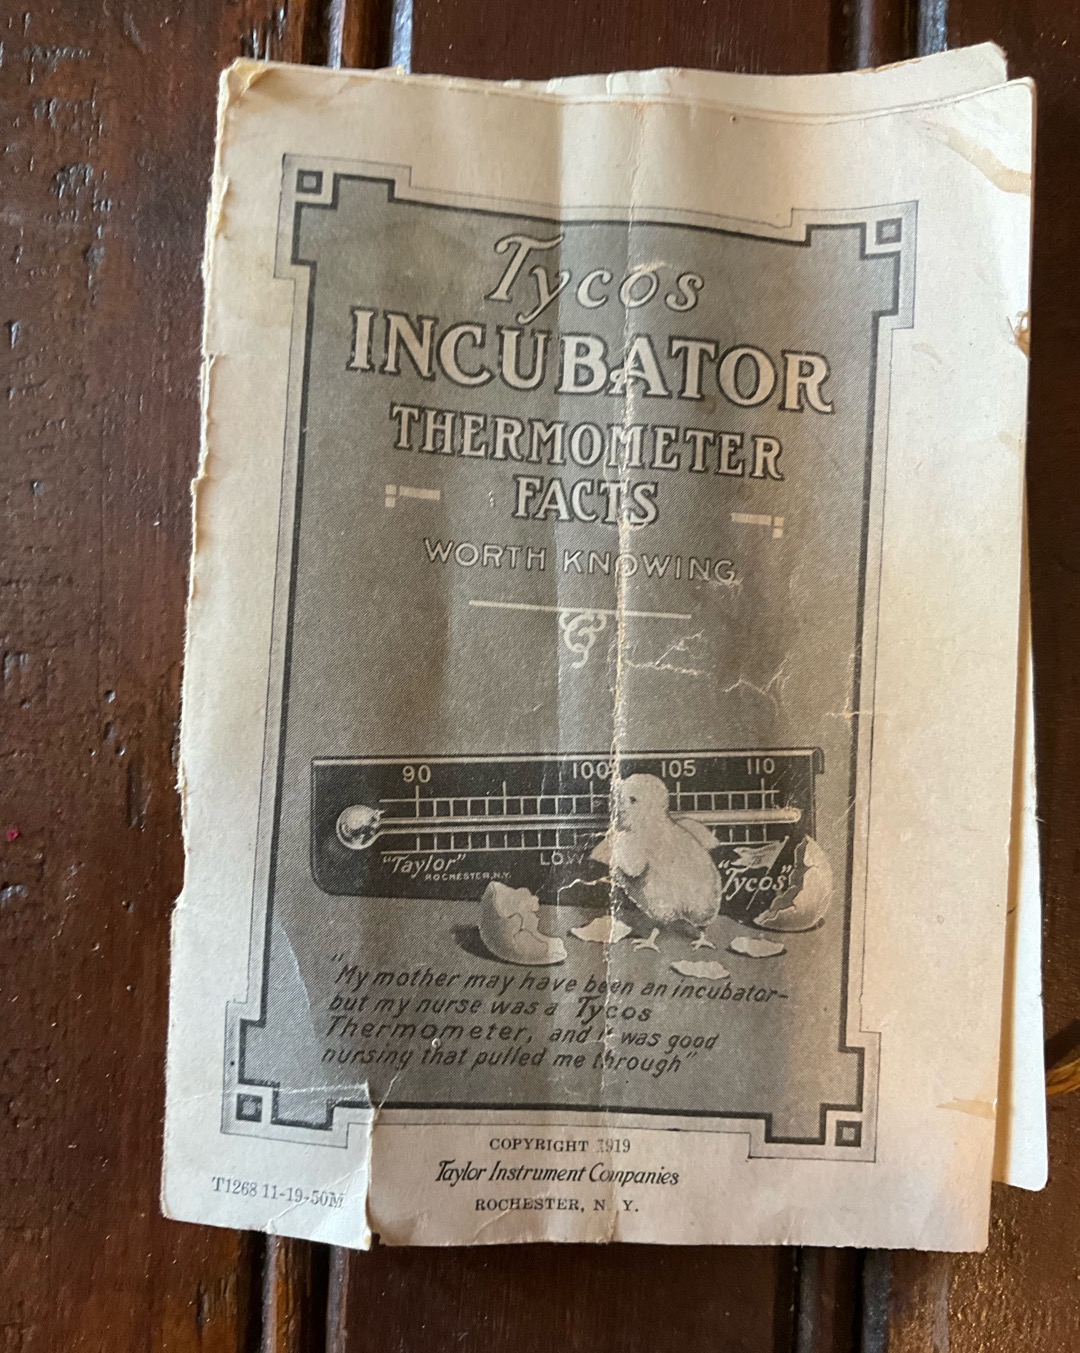 Tycos
INCUBATOR
THERMOMETER
FACTS
WORTH KNOWING
90 100 105 110
LOW
"Taylor"
ROCHESTER, N.Y.
"Tycos"
"My mother may have been an incubator-
but my nurse was a Tycos
Thermometer, and it was good
nursing that pulled me through"
COPYRIGHT 1919
Taylor Instrument Companies
ROCHESTER, N. Y.
T1268 11-19-50M